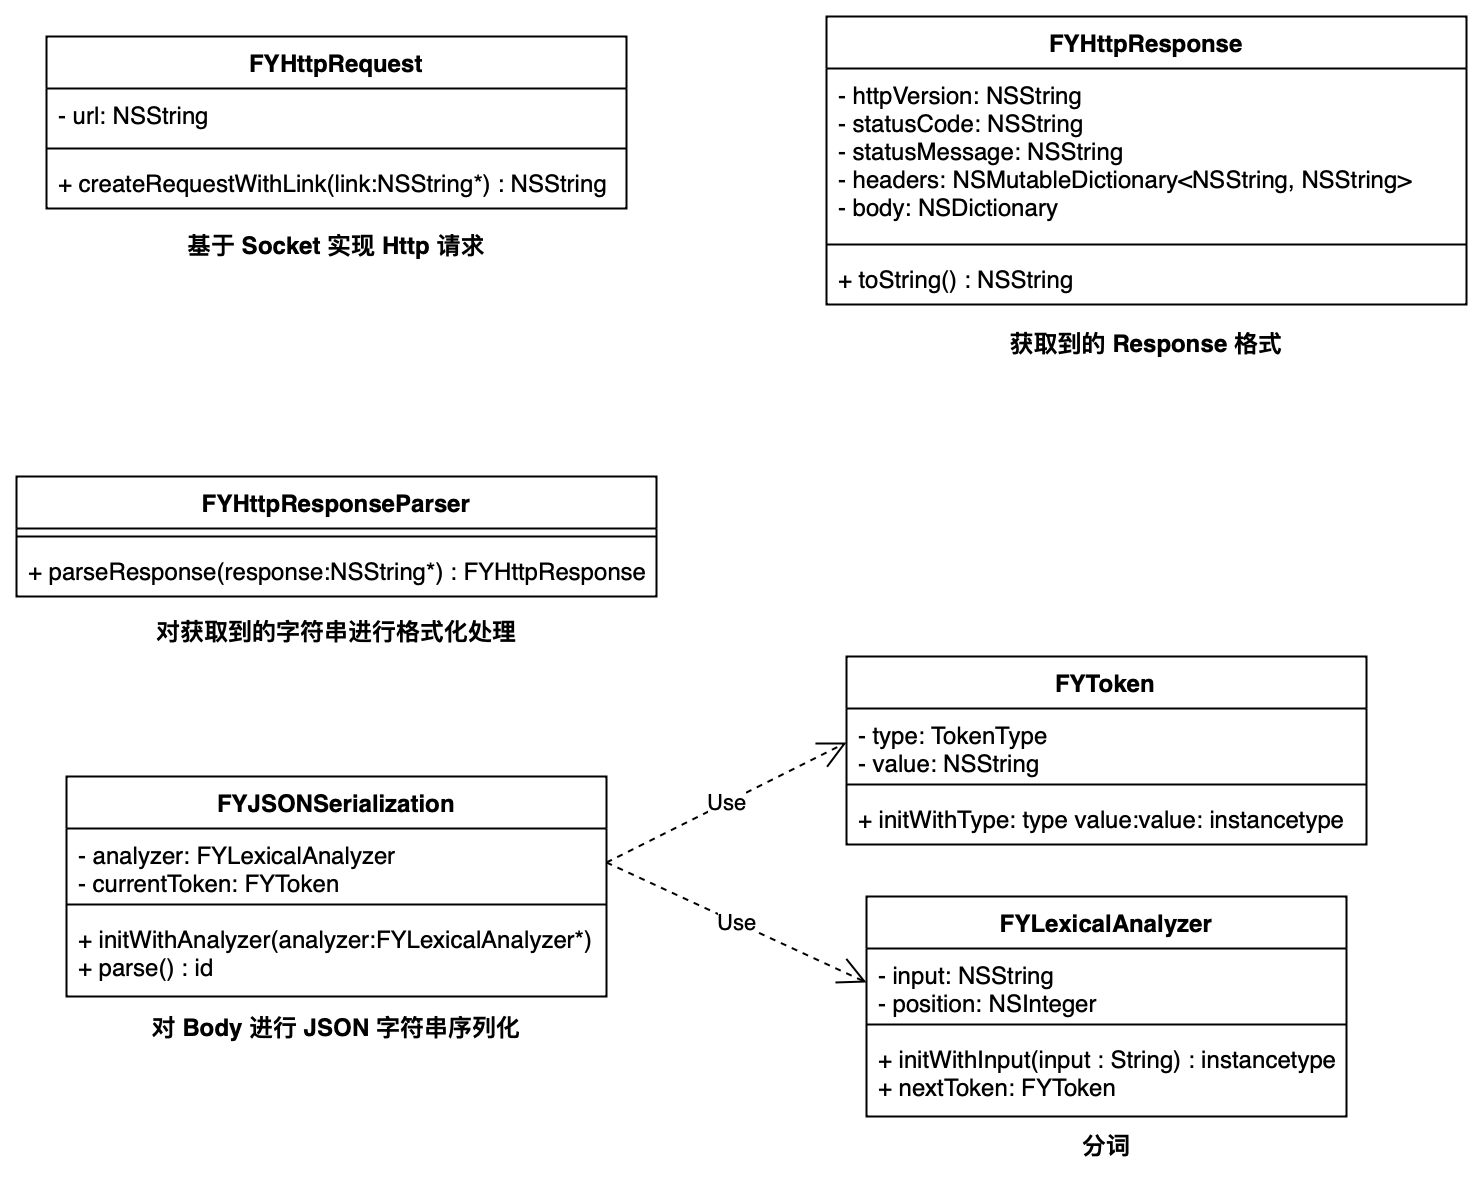 FYHttpRequest
- url: NSString
+ createRequestWithLink(link:NSString*) : NSString
基于 Socket 实现 Http 请求
FYHttpResponse
- httpVersion: NSString
- statusCode: NSString
- statusMessage: NSString
- headers: NSMutableDictionary<NSString, NSString>
- body: NSDictionary
+ toString() : NSString
获取到的 Response 格式
FYHttpResponseParser
+ parseResponse(response:NSString*) : FYHttpResponse
对获取到的字符串进行格式化处理
FYJSONSerialization
- analyzer: FYLexicalAnalyzer
- currentToken: FYToken
+ initWithAnalyzer(analyzer:FYLexicalAnalyzer*)
+ parse() : id
对 Body 进行 JSON 字符串序列化
Use
Use
FYToken
- type: TokenType
- value: NSString
+ initWithType: type value:value: instancetype
FYLexicalAnalyzer
- input: NSString
- position: NSInteger
+ initWithInput(input : String) : instancetype
+ nextToken: FYToken
分词